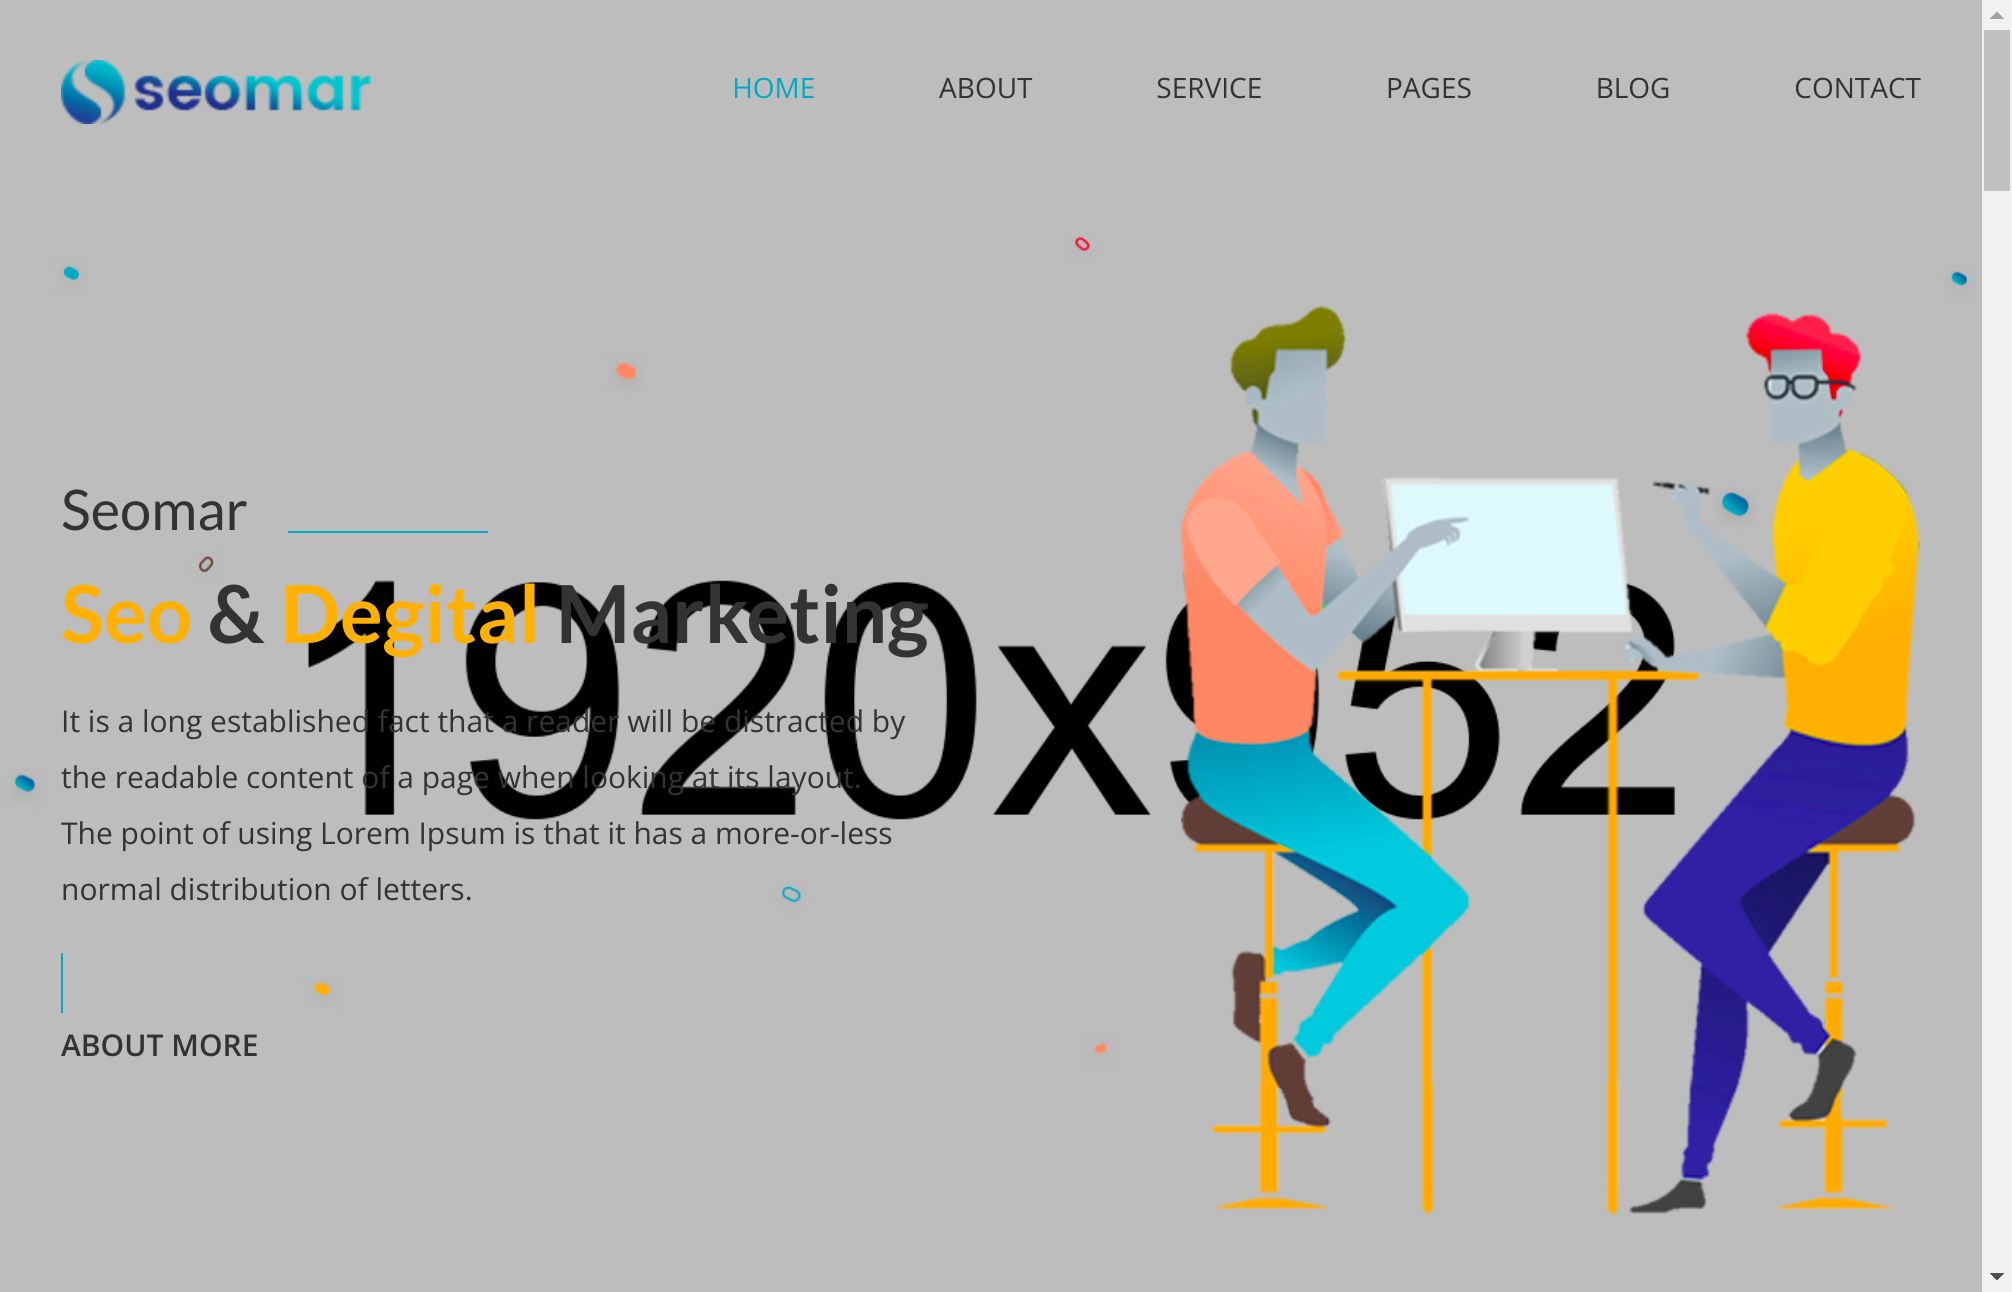 seomar
HOME ABOUT SERVICE PAGES BLOG CONTACT
Seomar
Seo & Degital Marketing
1920x952
It is a long established fact that a reader will be distracted by
the readable content of a page when looking at its layout.
The point of using Lorem Ipsum is that it has a more-or-less
normal distribution of letters.
ABOUT MORE